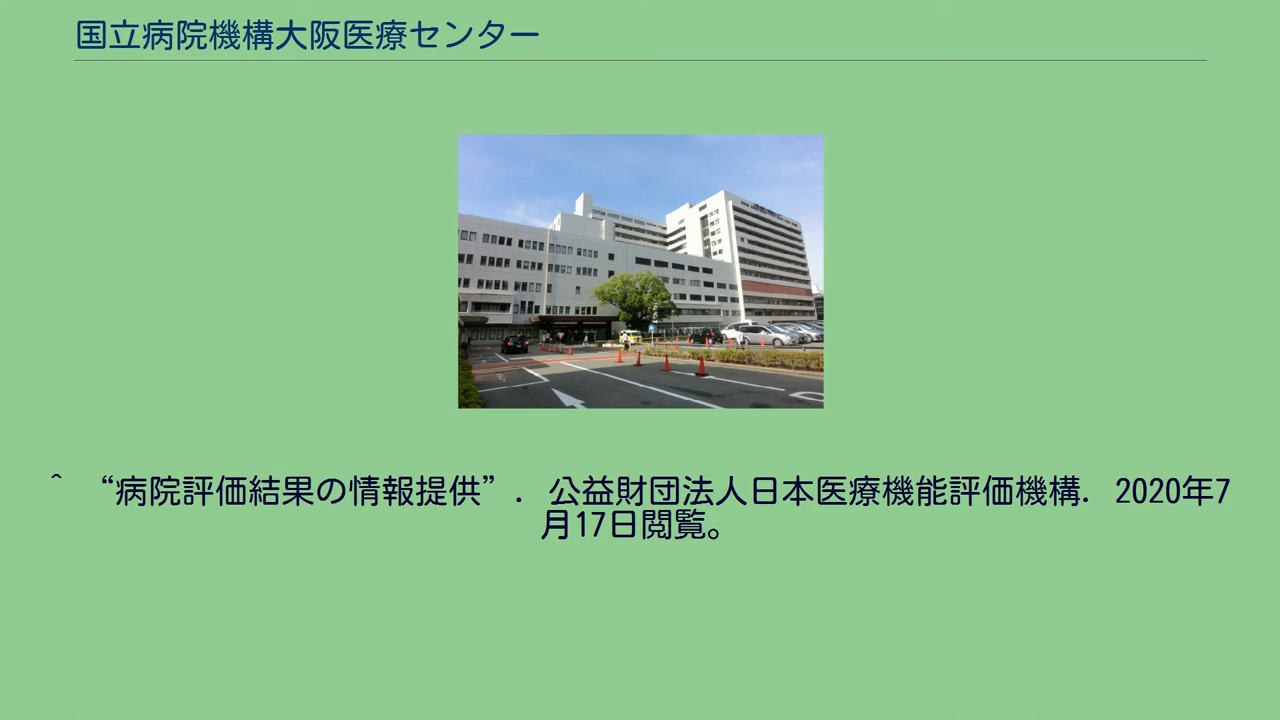 国立病院機構大阪医療センター
^ “病院評価結果の情報提供”. 公益財団法人日本医療機能評価機構. 2020年7
月17日閲覧。